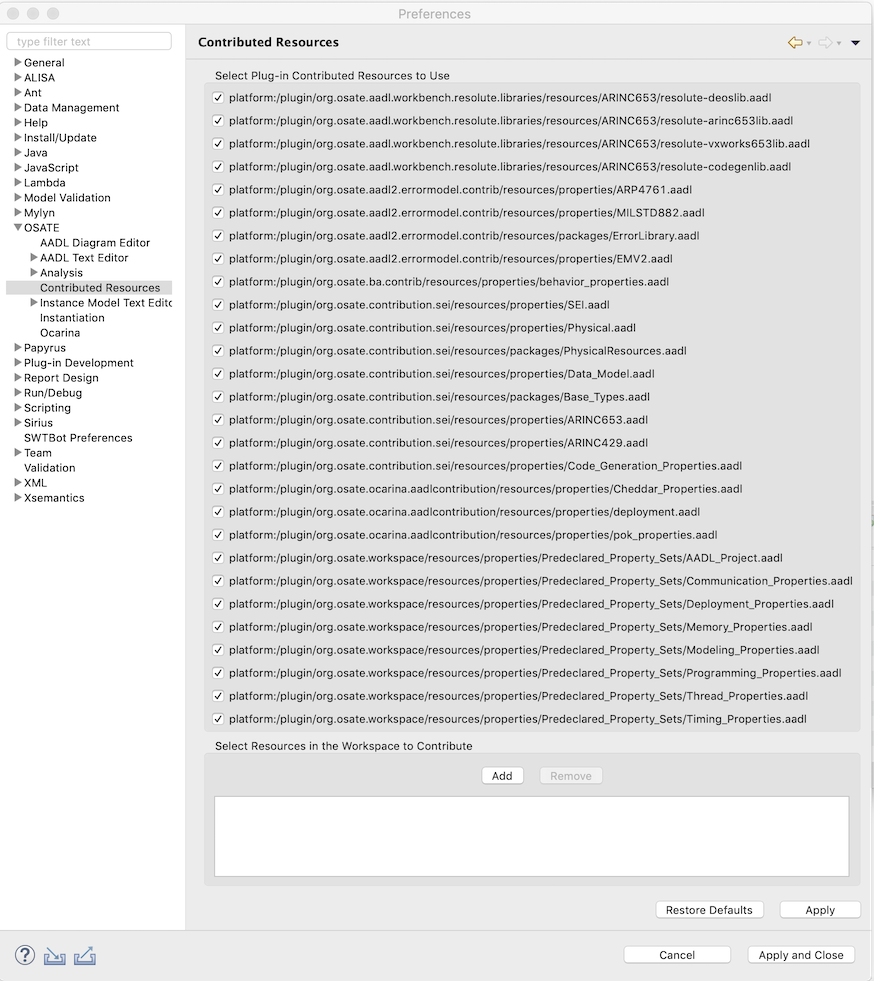 Preferences
type filter text
General
ALISA
Ant
Data Management
Help
Install/Update
Java
JavaScript
Lambda
Model Validation
Mylyn
OSATE
AADL Diagram Editor
AADL Text Editor
Analysis
Contributed Resources
Instance Model Text Edito
Instantiation
Ocarina
Papyrus
Plug-in Development
Report Design
Run/Debug
Scripting
Sirius
SWTBot Preferences
Team
Validation
XML
Xsemantics
Contributed Resources
Select Plug-in Contributed Resources to Use
platform:/plugin/org.osate.aadl.workbench.resolute.libraries/resources/ARINC653/resolute-deoslib.aadl
platform:/plugin/org.osate.aadl.workbench.resolute.libraries/resources/ARINC653/resolute-arinc653lib.aadl
platform:/plugin/org.osate.aadl.workbench.resolute.libraries/resources/ARINC653/resolute-vxworks653lib.aadl
platform:/plugin/org.osate.aadl.workbench.resolute.libraries/resources/ARINC653/resolute-codegenlib.aadl
platform:/plugin/org.osate.aadl2.errormodel.contrib/resources/properties/ARP4761.aadl
platform:/plugin/org.osate.aadl2.errormodel.contrib/resources/properties/MILSTD882.aadl
platform:/plugin/org.osate.aadl2.errormodel.contrib/resources/packages/ErrorLibrary.aadl
platform:/plugin/org.osate.aadl2.errormodel.contrib/resources/properties/EMV2.aadl
platform:/plugin/org.osate.ba.contrib/resources/properties/behavior_properties.aadl
platform:/plugin/org.osate.contribution.sei/resources/properties/SEI.aadl
platform:/plugin/org.osate.contribution.sei/resources/properties/Physical.aadl
platform:/plugin/org.osate.contribution.sei/resources/packages/PhysicalResources.aadl
platform:/plugin/org.osate.contribution.sei/resources/properties/Data_Model.aadl
platform:/plugin/org.osate.contribution.sei/resources/packages/Base_Types.aadl
platform:/plugin/org.osate.contribution.sei/resources/properties/ARINC653.aadl
platform:/plugin/org.osate.contribution.sei/resources/properties/ARINC429.aadl
platform:/plugin/org.osate.contribution.sei/resources/properties/Code_Generation_Properties.aadl
platform:/plugin/org.osate.ocarina.aadlcontribution/resources/properties/Cheddar_Properties.aadl
platform:/plugin/org.osate.ocarina.aadlcontribution/resources/properties/deployment.aadl
platform:/plugin/org.osate.ocarina.aadlcontribution/resources/properties/pok_properties.aadl
platform:/plugin/org.osate.workspace/resources/properties/Predeclared_Property_Sets/AADL_Project.aadl
platform:/plugin/org.osate.workspace/resources/properties/Predeclared_Property_Sets/Communication_Properties.aadl
platform:/plugin/org.osate.workspace/resources/properties/Predeclared_Property_Sets/Deployment_Properties.aadl
platform:/plugin/org.osate.workspace/resources/properties/Predeclared_Property_Sets/Memory_Properties.aadl
platform:/plugin/org.osate.workspace/resources/properties/Predeclared_Property_Sets/Modeling_Properties.aadl
platform:/plugin/org.osate.workspace/resources/properties/Predeclared_Property_Sets/Programming_Properties.aadl
platform:/plugin/org.osate.workspace/resources/properties/Predeclared_Property_Sets/Thread_Properties.aadl
platform:/plugin/org.osate.workspace/resources/properties/Predeclared_Property_Sets/Timing_Properties.aadl
Select Resources in the Workspace to Contribute
Add Remove
Restore Defaults Apply
? Cancel Apply and Close